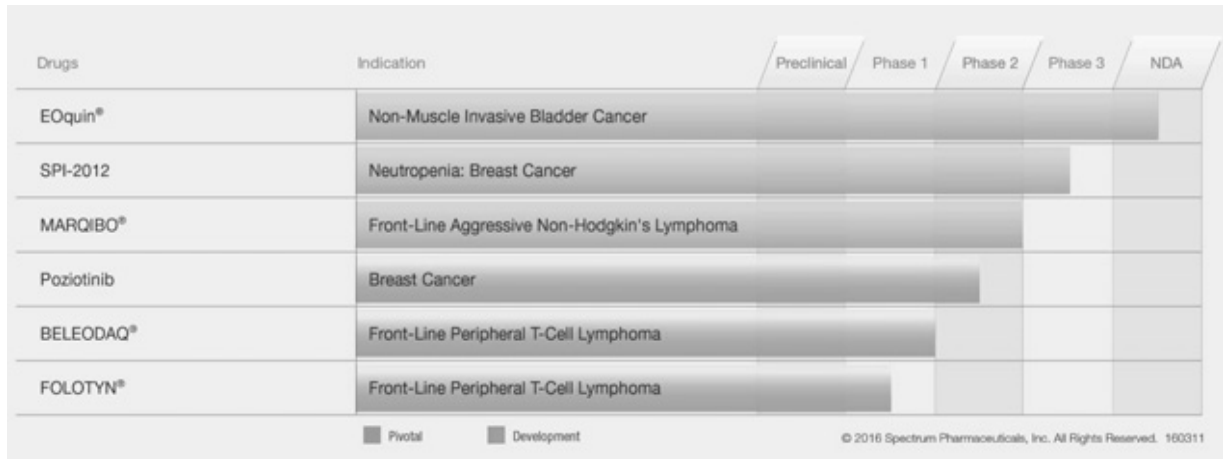 Drugs Indication Preclinical Phase 1 Phase 2 Phase 3 NDA
EOquin® Non-Muscle Invasive Bladder Cancer
SPI-2012 Neutropenia: Breast Cancer
MARQIBO® Front-Line Aggressive Non-Hodgkin's Lymphoma
Poziotinib Breast Cancer
BELEODAQ® Front-Line Peripheral T-Cell Lymphoma
FOLOTYN® Front-Line Peripheral T-Cell Lymphoma
Pivotal Development © 2016 Spectrum Pharmaceuticals, Inc. All Rights Reserved. 160311